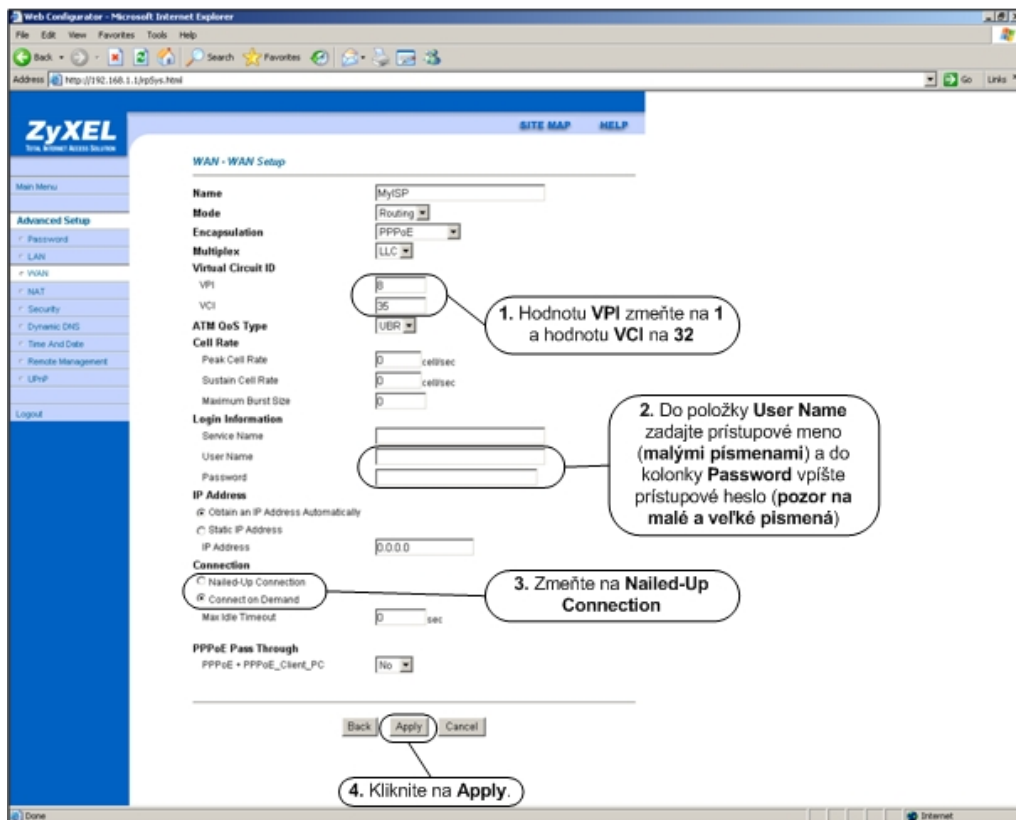 Web Configurator - Microsoft Internet Explorer
File Edit View Favorites Tools Help
Back Search Favorites
Address http://192.168.1.1/rpSys.html Go Links »
ZyXEL
TOTAL INTERNET ACCESS SOLUTION
SITE MAP HELP
WAN - WAN Setup
Main Menu
Advanced Setup
Password
LAN
WAN
NAT
Security
Dynamic DNS
Time And Date
Remote Management
UPnP
Logout
Name MyISP
Mode Routing
Encapsulation PPPoE
Multiplex LLC
Virtual Circuit ID
VPI 8
VCI 35
ATM QoS Type UBR
Cell Rate
Peak Cell Rate 0 cell/sec
Sustain Cell Rate 0 cell/sec
Maximum Burst Size 0
Login Information
Service Name
User Name
Password
IP Address
Obtain an IP Address Automatically
Static IP Address
IP Address 0.0.0.0
Connection
Nailed-Up Connection
Connect on Demand
Max Idle Timeout 0 sec
PPPoE Pass Through
PPPoE + PPPoE_Client_PC No
Back Apply Cancel
1. Hodnotu VPI zmeňte na 1
a hodnotu VCI na 32
2. Do položky User Name
zadajte prístupové meno
(malými písmenami) a do
kolonky Password vpíšte
prístupové heslo (pozor na
malé a veľké pismená)
3. Zmeňte na Nailed-Up
Connection
4. Kliknite na Apply.
Done Internet